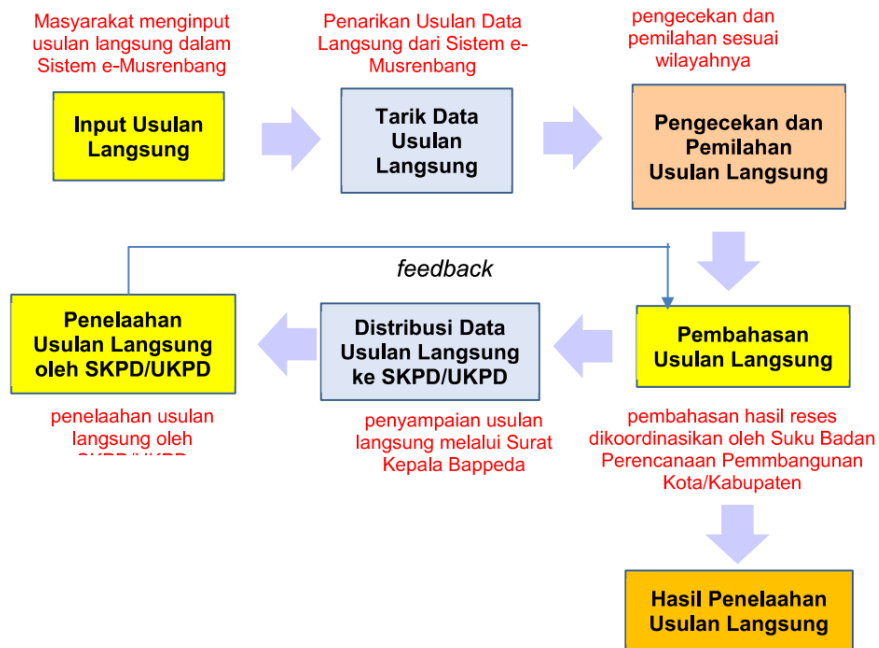 Masyarakat menginput
usulan langsung dalam
Sistem e-Musrenbang
Penarikan Usulan Data
Langsung dari Sistem e-
Musrenbang
pengecekan dan
pemilahan sesuai
wilayahnya
Input Usulan
Langsung
Tarik Data
Usulan
Langsung
Pengecekan dan
Pemilahan
Usulan Langsung
feedback
Penelaahan
Usulan Langsung
oleh SKPD/UKPD
Distribusi Data
Usulan Langsung
ke SKPD/UKPD
Pembahasan
Usulan Langsung
penelaahan usulan
langsung oleh
SKPD/UKPD
penyampaian usulan
langsung melalui Surat
Kepala Bappeda
pembahasan hasil reses
dikoordinasikan oleh Suku Badan
Perencanaan Pemmbangunan
Kota/Kabupaten
Hasil Penelaahan
Usulan Langsung